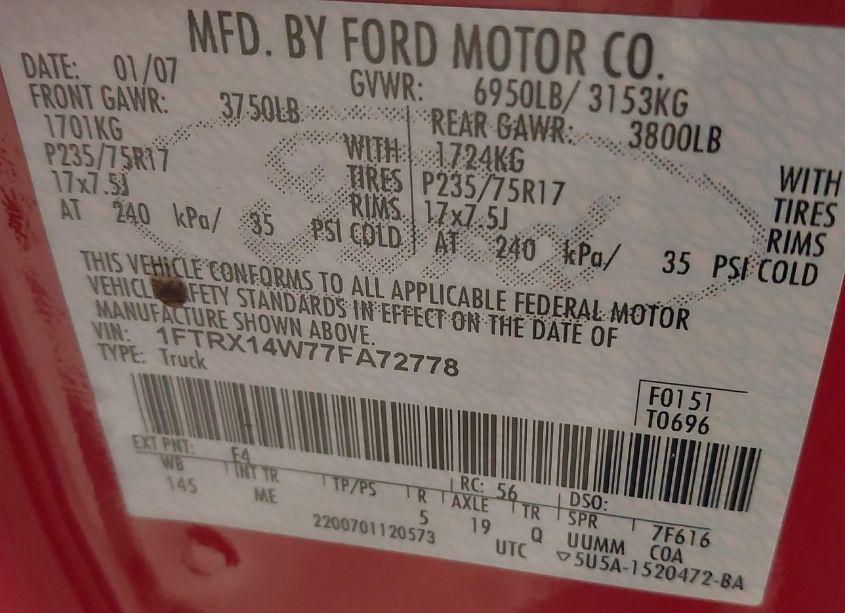 MFD. BY FORD MOTOR CO.
DATE: 01/07 GVWR: 6950LB/ 3153KG
FRONT GAWR: 3750LB REAR GAWR: 3800LB
1701KG WITH 1724KG WITH
P235/75R17 TIRES P235/75R17 TIRES
17x7.5J RIMS 17x7.5J RIMS
AT 240 kPa/ 35 PSI COLD AT 240 kPa/ 35 PSI COLD
THIS VEHICLE CONFORMS TO ALL APPLICABLE FEDERAL MOTOR
VEHICL FETY STANDARDS IN EFFECT ON THE DATE OF
MANUFACTURE SHOWN ABOVE.
VIN: 1FTRX14W77FA72778
TYPE: Truck
F0151
T0696
EXT PNT: E4 RC: 56 DSO:
WB INT TR TP/PS R AXLE TR SPR 7F616
145 ME 5 19 Q UUMM COA
2200701120573 UTC ▽5U5A-1520472-BA